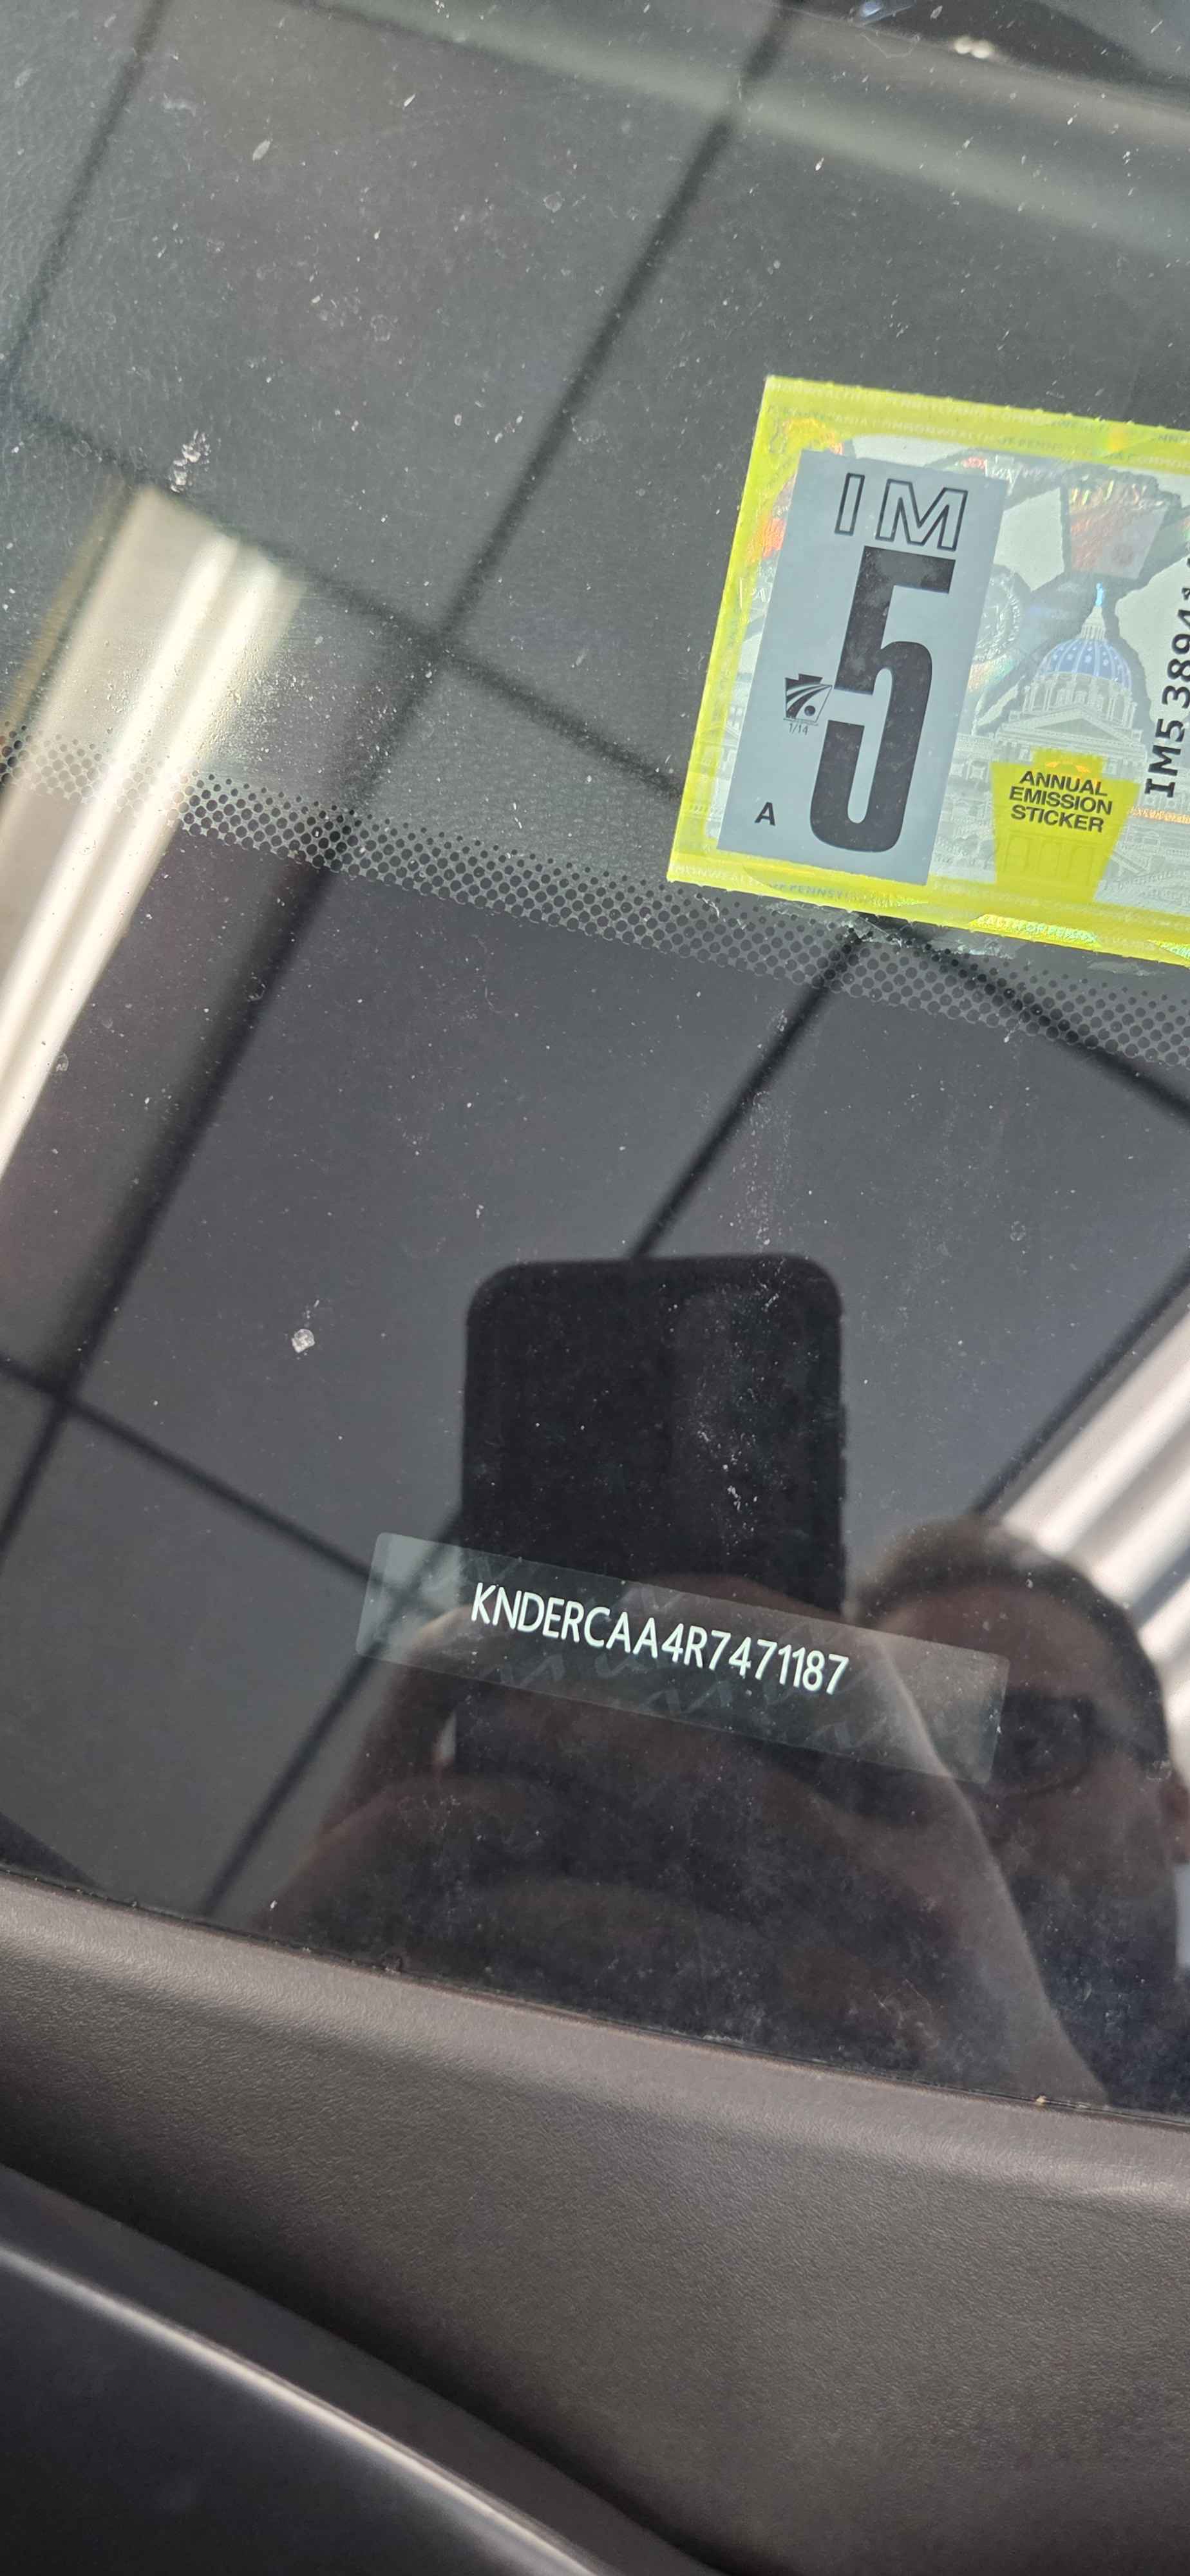 IM
5
1/14
A
ANNUAL
EMISSION
STICKER
KNDERCAA4R7471187